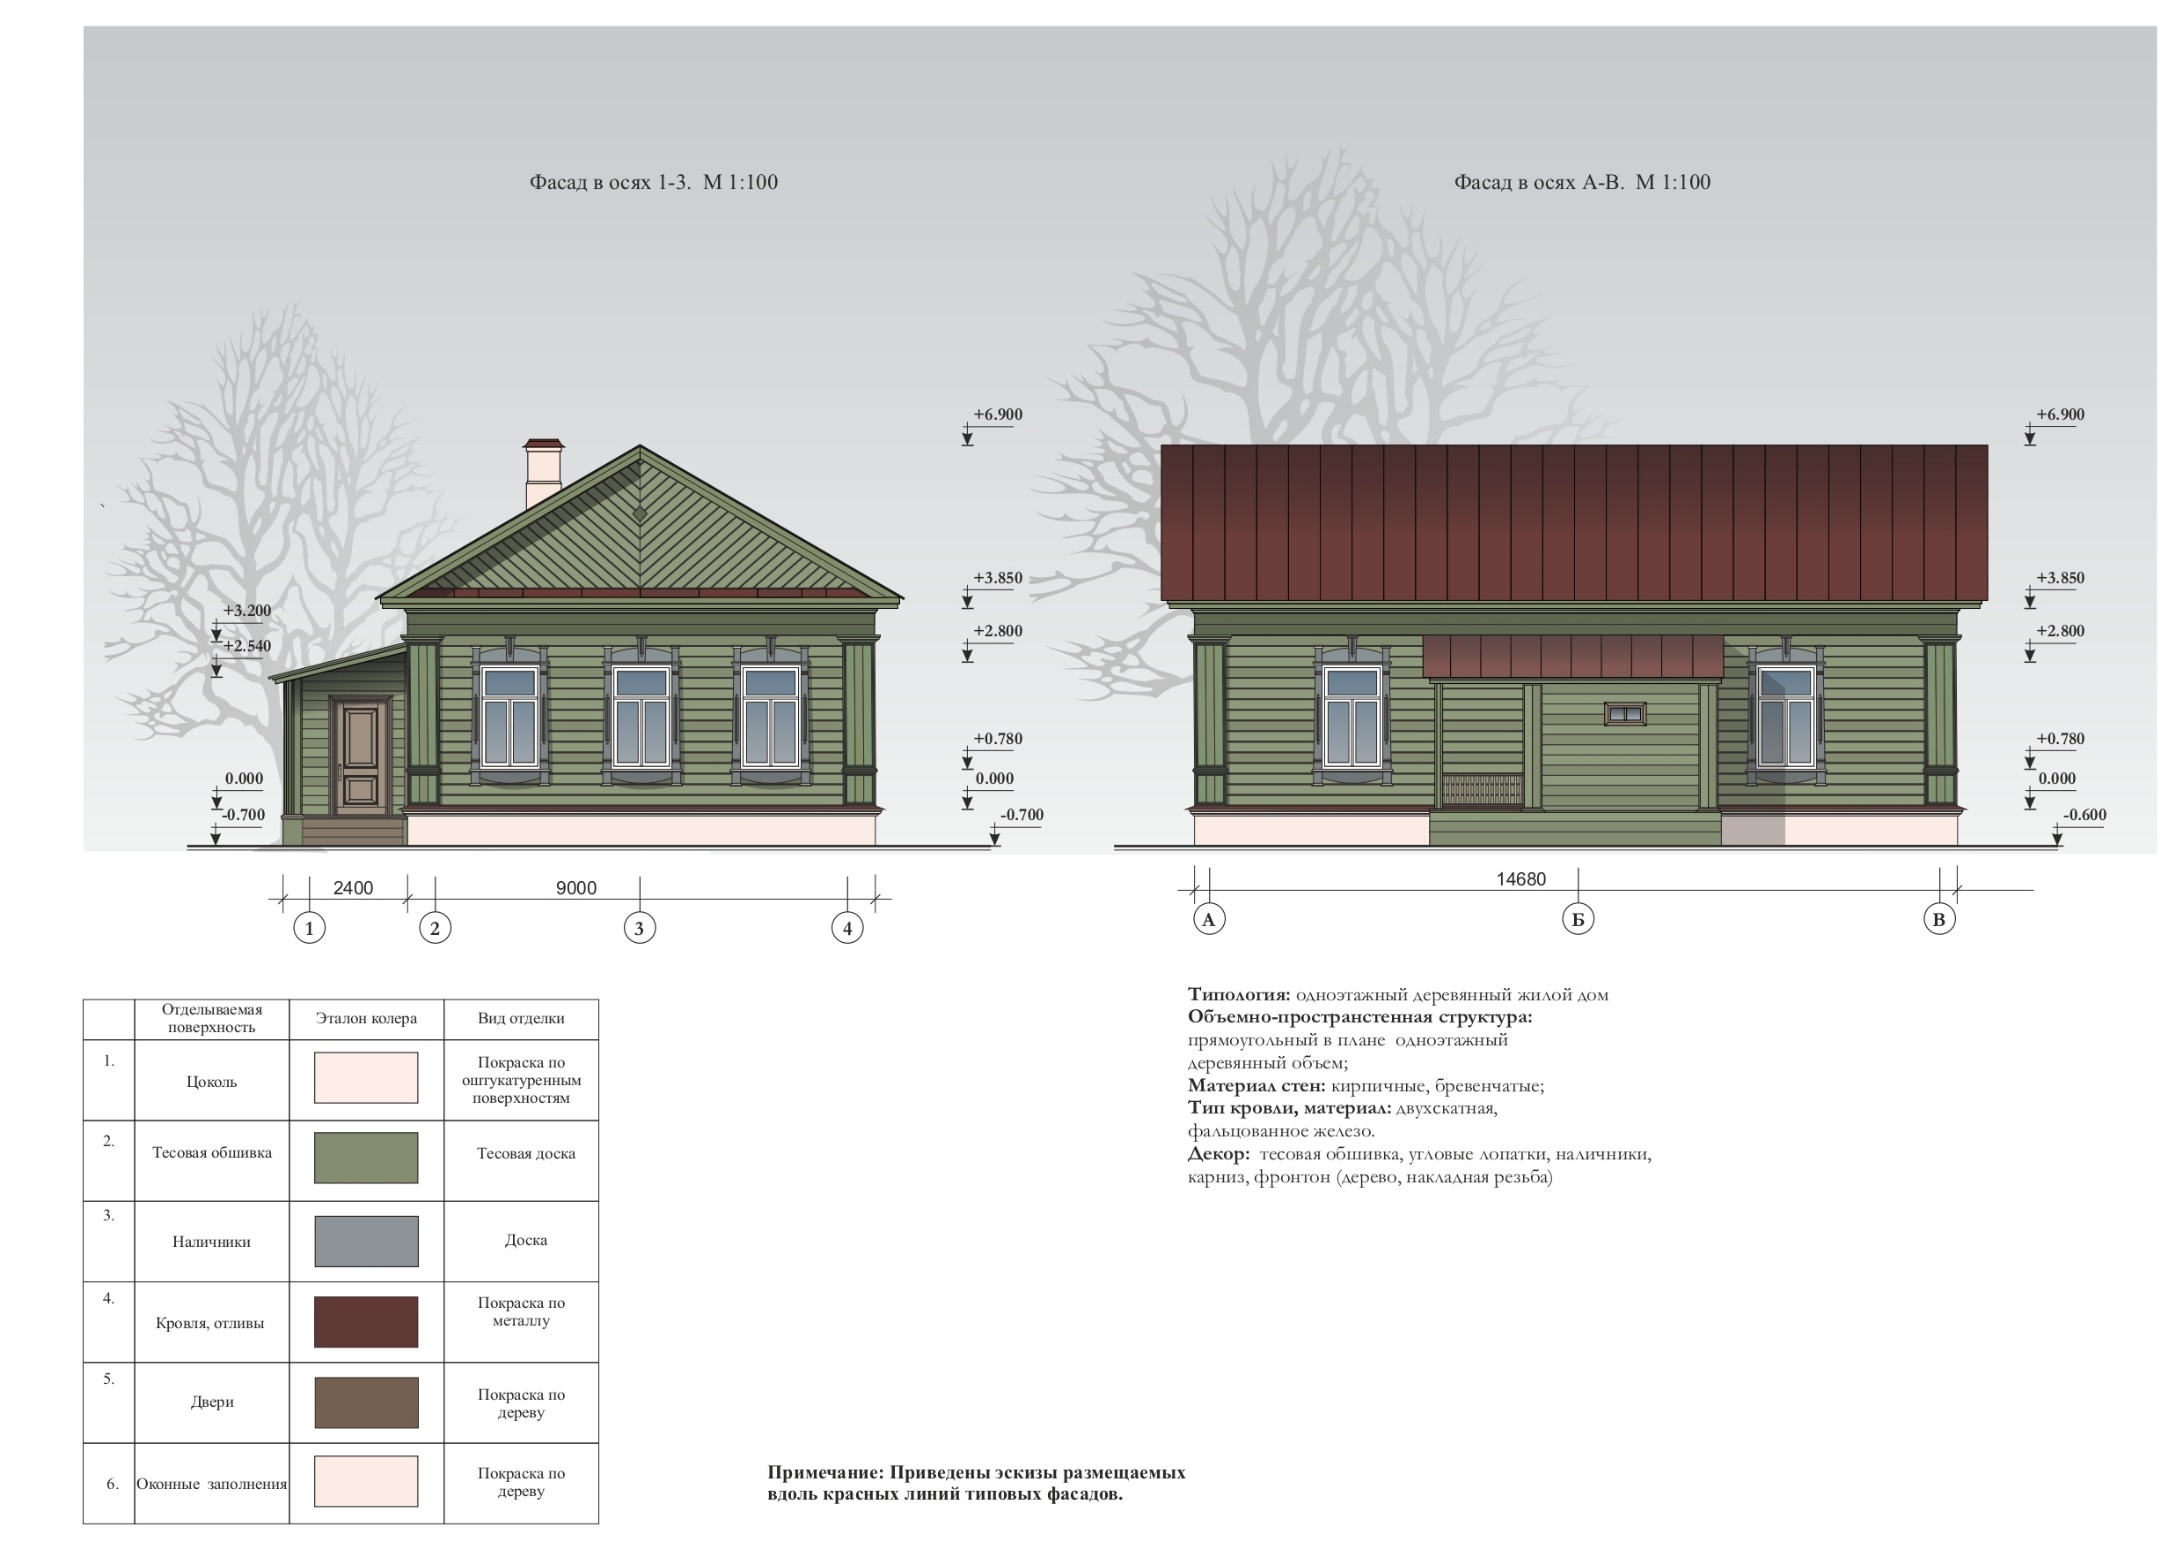 Фасад в осях 1-3.  М 1:100
Фасад в осях А-В.  М 1:100
+6.900
+3.850
+2.800
+0.780
0.000
-0.700
+3.200
+2.540
0.000
-0.700
+6.900
+3.850
+2.800
+0.780
0.000
-0.600
2400
9000
1
2
3
4
14680
А
Б
В
Отделываемая
поверхность
Эталон колера
Вид отделки
1.
Цоколь
Покраска по
оштукатуренным
поверхностям
2.
Тесовая обшивка
Тесовая доска
3.
Наличники
Доска
4.
Кровля, отливы
Покраска по
металлу
5.
Двери
Покраска по
дереву
6.
Оконные  заполнения
Покраска по
дереву
Типология: одноэтажный деревянный жилой дом
Объемно-пространстенная структура:
прямоугольный в плане  одноэтажный
деревянный объем;
Материал стен: кирпичные, бревенчатые;
Тип кровли, материал: двухскатная,
фальцованное железо.
Декор:  тесовая обшивка, угловые лопатки, наличники,
карниз, фронтон (дерево, накладная резьба)
Примечание: Приведены эскизы размещаемых
вдоль красных линий типовых фасадов.